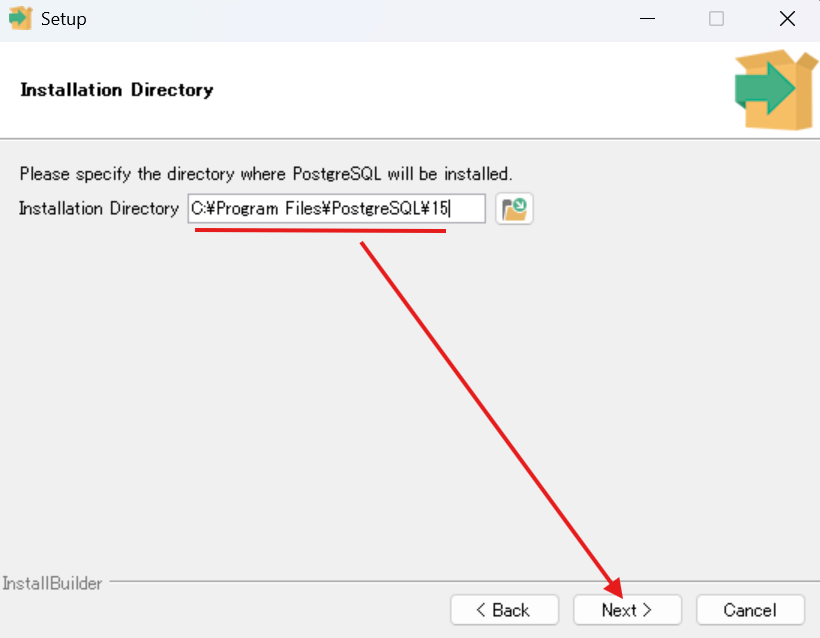 Setup
Installation Directory
Please specify the directory where PostgreSQL will be installed.
Installation Directory C:¥Program Files¥PostgreSQL¥15
InstallBuilder
< Back Next > Cancel